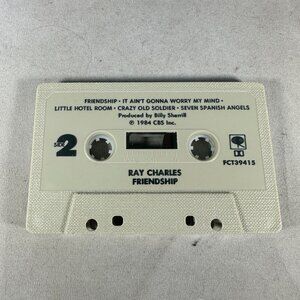 FRIENDSHIP • IT AIN'T GONNA WORRY MY MIND •
LITTLE HOTEL ROOM • CRAZY OLD SOLDIER • SEVEN SPANISH ANGELS
Produced by Billy Sherrill
℗ 1984 CBS Inc.
SIDE
2
FCT39415
RAY CHARLES
FRIENDSHIP